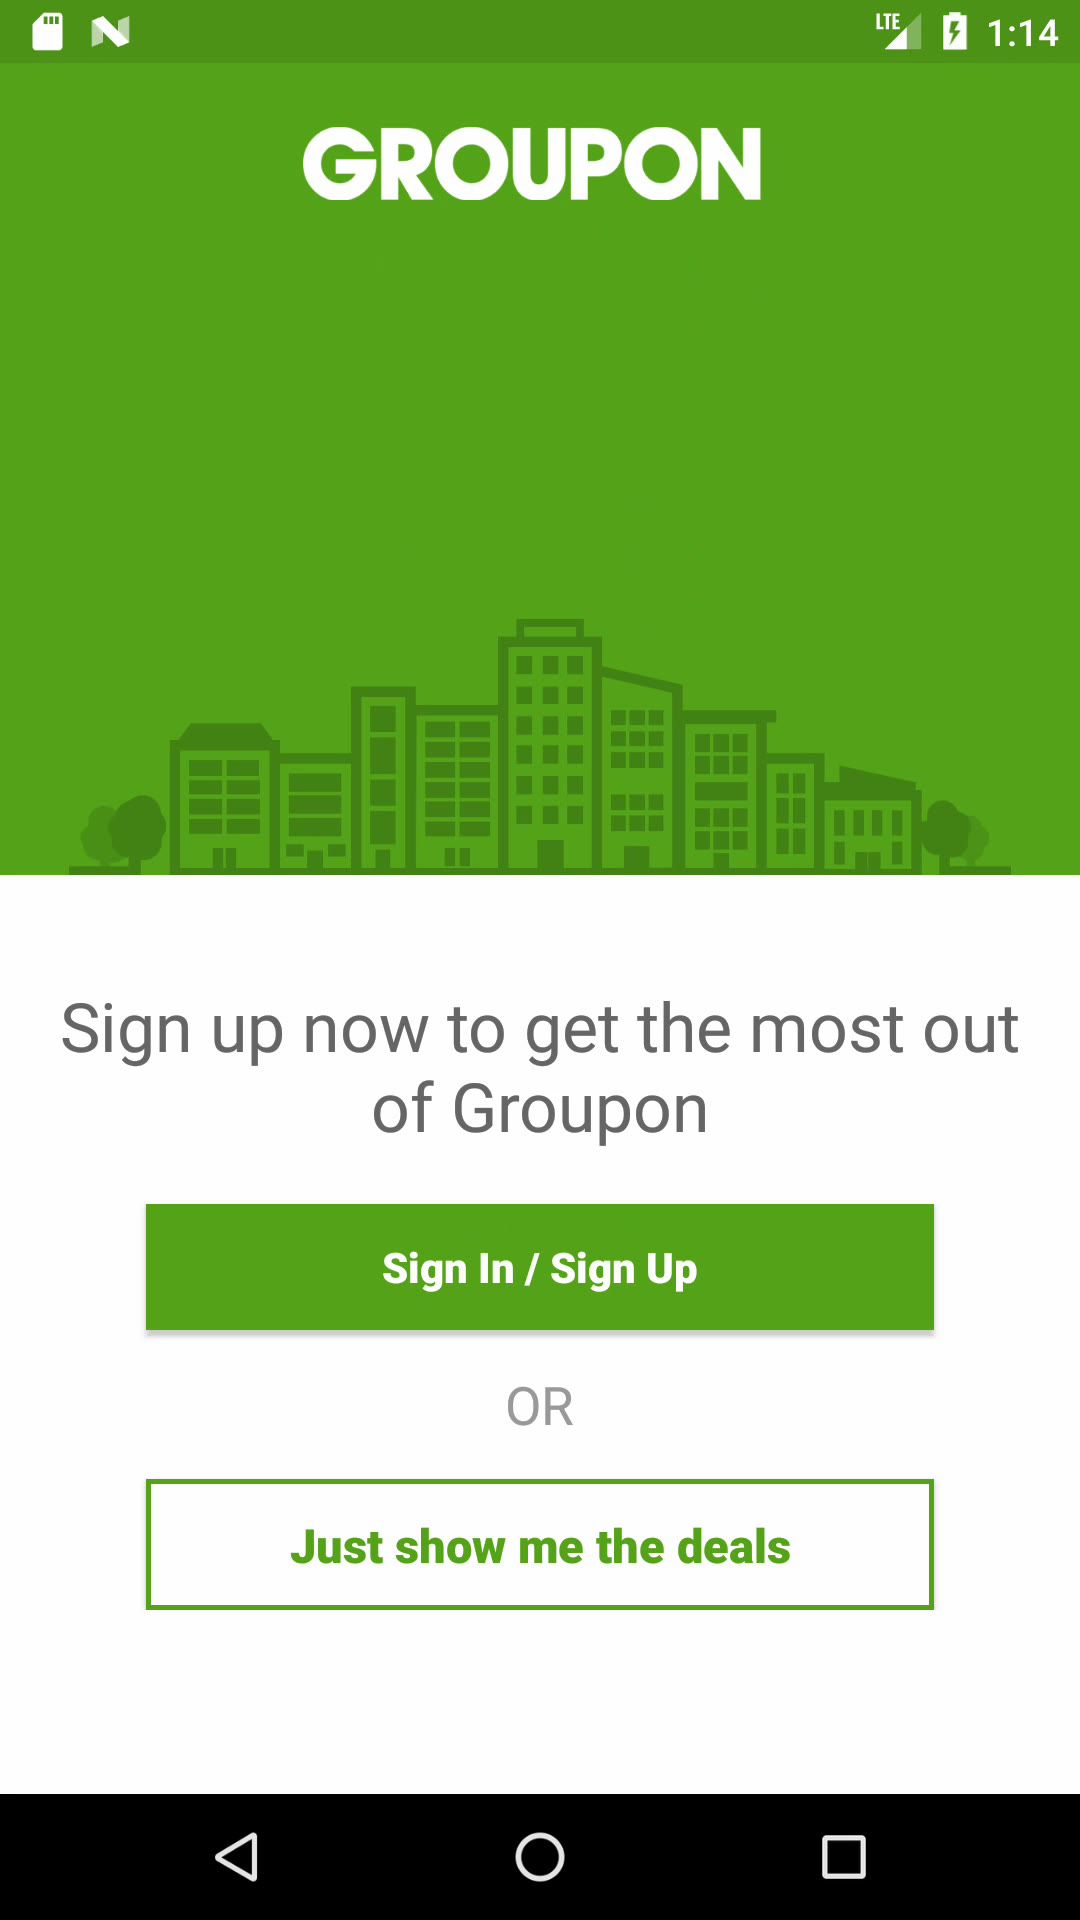 LTE 1:14
GROUPON
Sign up now to get the most out
of Groupon
Sign In / Sign Up
OR
Just show me the deals